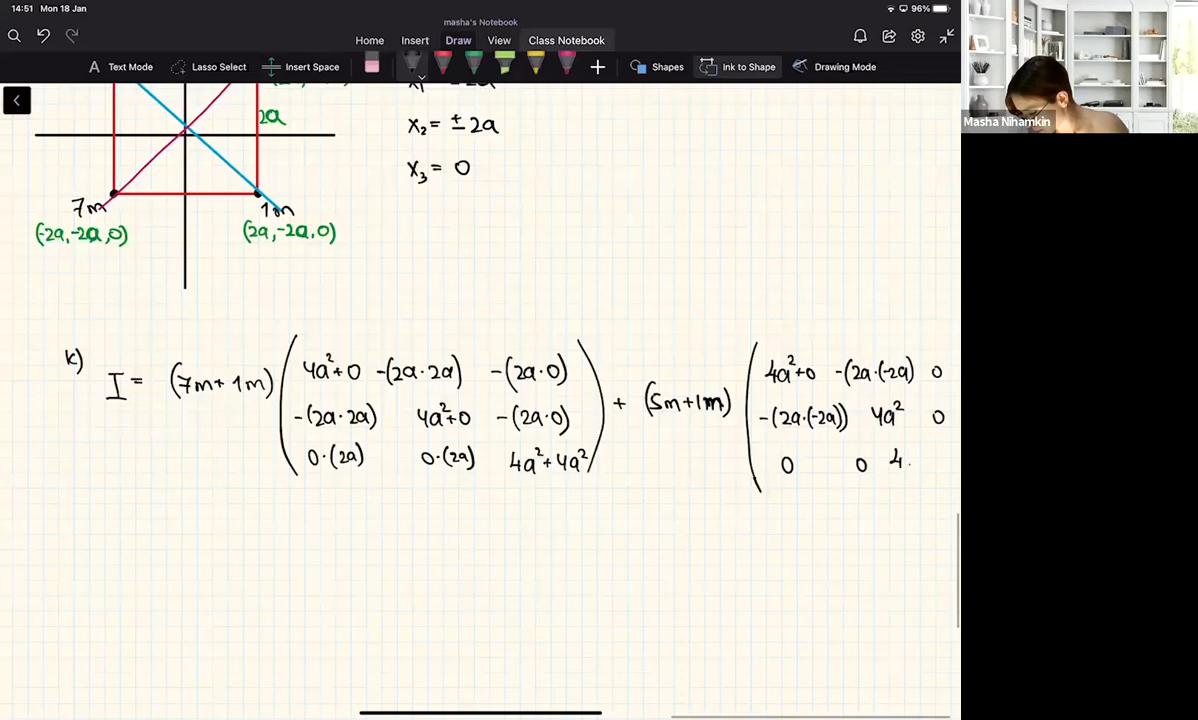 14:51 Mon 18 Jan
96%
masha's Notebook
Home Insert Draw View Class Notebook
Text Mode Lasso Select Insert Space Shapes Ink to Shape Drawing Mode
Masha Nihamkin
2a
x₂ = ± 2a
x₃ = 0
7m
1m
(-2a, -2a, 0)
(2a, -2a, 0)
k) I = (7m + 1m) ( 4a²+0 -(2a·2a) -(2a·0)
-(2a·2a) 4a²+0 -(2a·0)
0·(2a) 0·(2a) 4a²+4a² ) + (5m+1m) ( 4a²+0 -(2a·(-2a) 0
-(2a·(-2a)) 4a² 0
0 0 4.